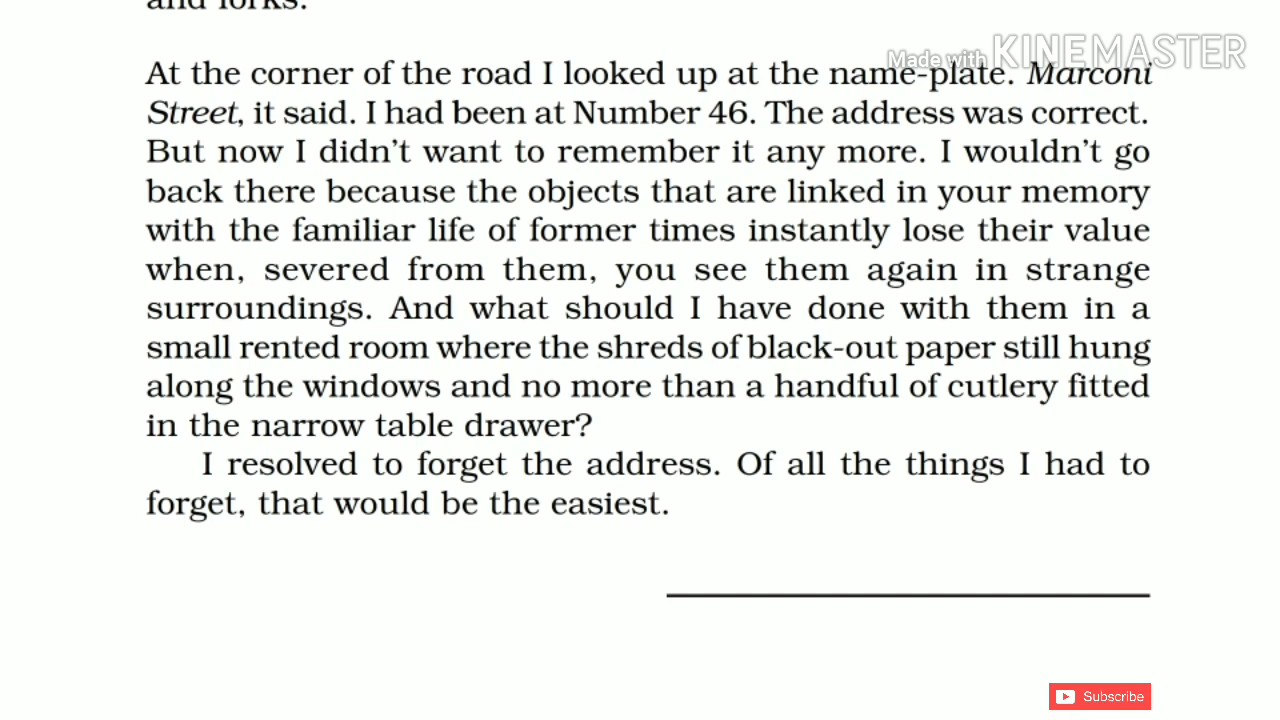 and forks.
Made with KINEMASTER
At the corner of the road I looked up at the name-plate. Marconi
Street, it said. I had been at Number 46. The address was correct.
But now I didn't want to remember it any more. I wouldn't go
back there because the objects that are linked in your memory
with the familiar life of former times instantly lose their value
when, severed from them, you see them again in strange
surroundings. And what should I have done with them in a
small rented room where the shreds of black-out paper still hung
along the windows and no more than a handful of cutlery fitted
in the narrow table drawer?
I resolved to forget the address. Of all the things I had to
forget, that would be the easiest.
Subscribe